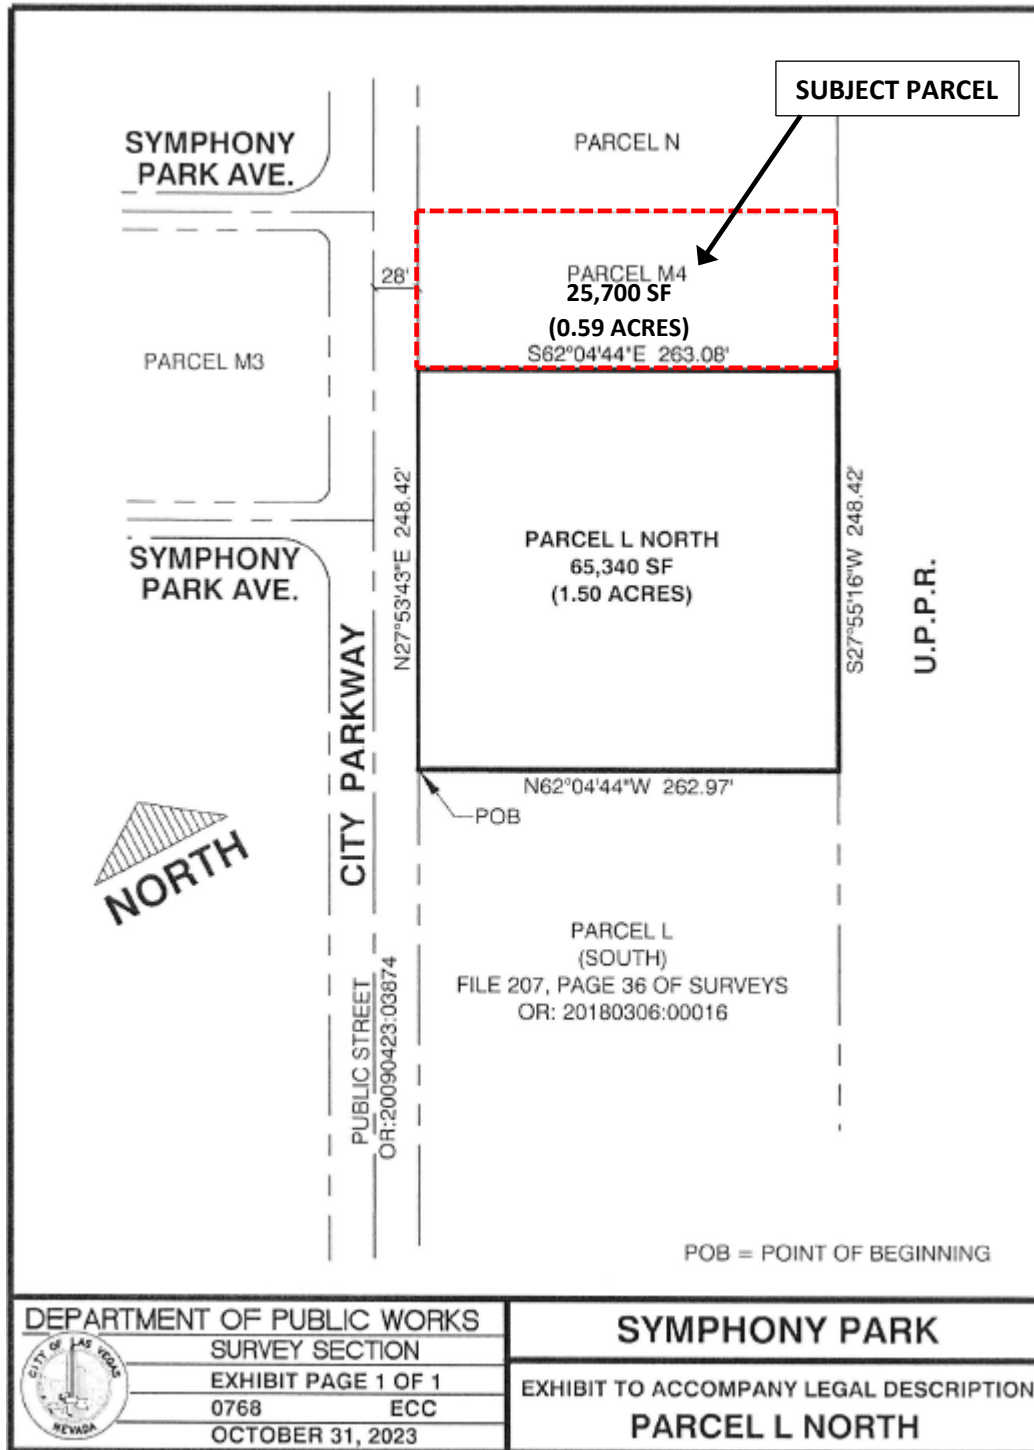 SUBJECT PARCEL
SYMPHONY
PARK AVE.
PARCEL N
28'
PARCEL M4
25,700 SF
(0.59 ACRES)
S62°04'44"E 263.08'
PARCEL M3
N27°53'43"E 248.42'
S27°55'16"W 248.42'
PARCEL L NORTH
65,340 SF
(1.50 ACRES)
SYMPHONY
PARK AVE.
U.P.P.R.
CITY PARKWAY
N62°04'44"W 262.97'
POB
NORTH
PARCEL L
(SOUTH)
FILE 207, PAGE 36 OF SURVEYS
OR: 20180306:00016
PUBLIC STREET
OR:20090423:03874
POB = POINT OF BEGINNING
DEPARTMENT OF PUBLIC WORKS
SURVEY SECTION
EXHIBIT PAGE 1 OF 1
0768 ECC
OCTOBER 31, 2023
CITY OF LAS VEGAS
NEVADA
SYMPHONY PARK
EXHIBIT TO ACCOMPANY LEGAL DESCRIPTION
PARCEL L NORTH